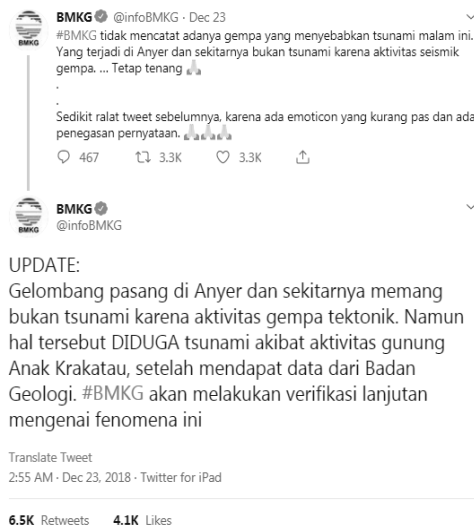 BMKG @infoBMKG · Dec 23
#BMKG tidak mencatat adanya gempa yang menyebabkan tsunami malam ini.
Yang terjadi di Anyer dan sekitarnya bukan tsunami karena aktivitas seismik
gempa. ... Tetap tenang 🙏
.
.
Sedikit ralat tweet sebelumnya, karena ada emoticon yang kurang pas dan ada
penegasan pernyataan. 🙏🙏🙏
467 3.3K 3.3K
BMKG
BMKG
@infoBMKG
BMKG
UPDATE:
Gelombang pasang di Anyer dan sekitarnya memang
bukan tsunami karena aktivitas gempa tektonik. Namun
hal tersebut DIDUGA tsunami akibat aktivitas gunung
Anak Krakatau, setelah mendapat data dari Badan
Geologi. #BMKG akan melakukan verifikasi lanjutan
mengenai fenomena ini
Translate Tweet
2:55 AM · Dec 23, 2018 · Twitter for iPad
6.5K Retweets 4.1K Likes